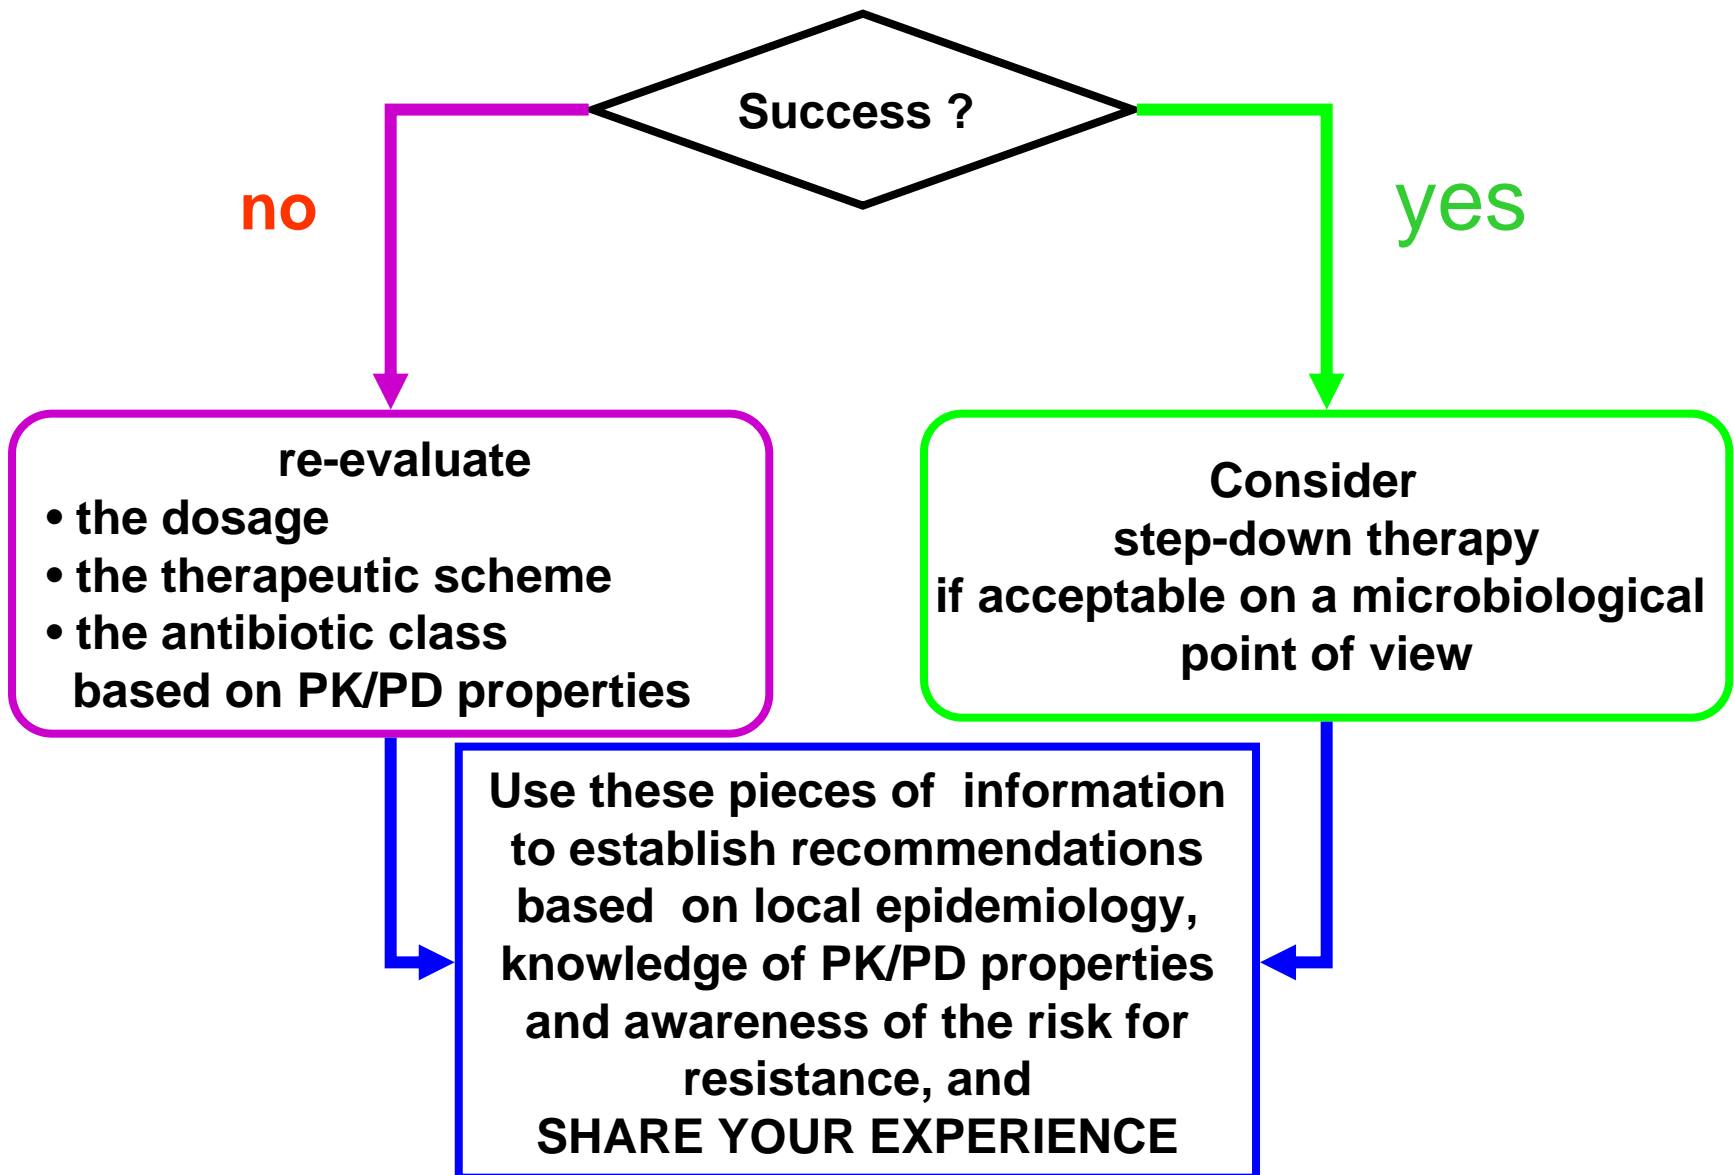 Success ?
no
yes
re-evaluate
• the dosage
• the therapeutic scheme
• the antibiotic class
based on PK/PD properties
Consider
step-down therapy
if acceptable on a microbiological
point of view
Use these pieces of  information
to establish recommendations
based  on local epidemiology,
knowledge of PK/PD properties
and awareness of the risk for
resistance, and
SHARE YOUR EXPERIENCE